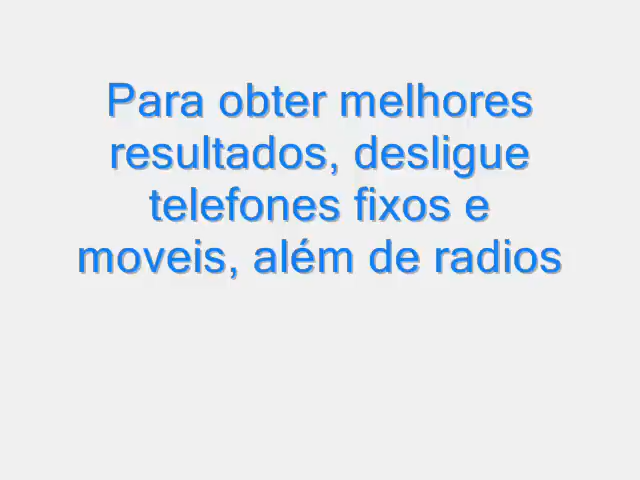 Para obter melhores
resultados, desligue
telefones fixos e
moveis, além de radios